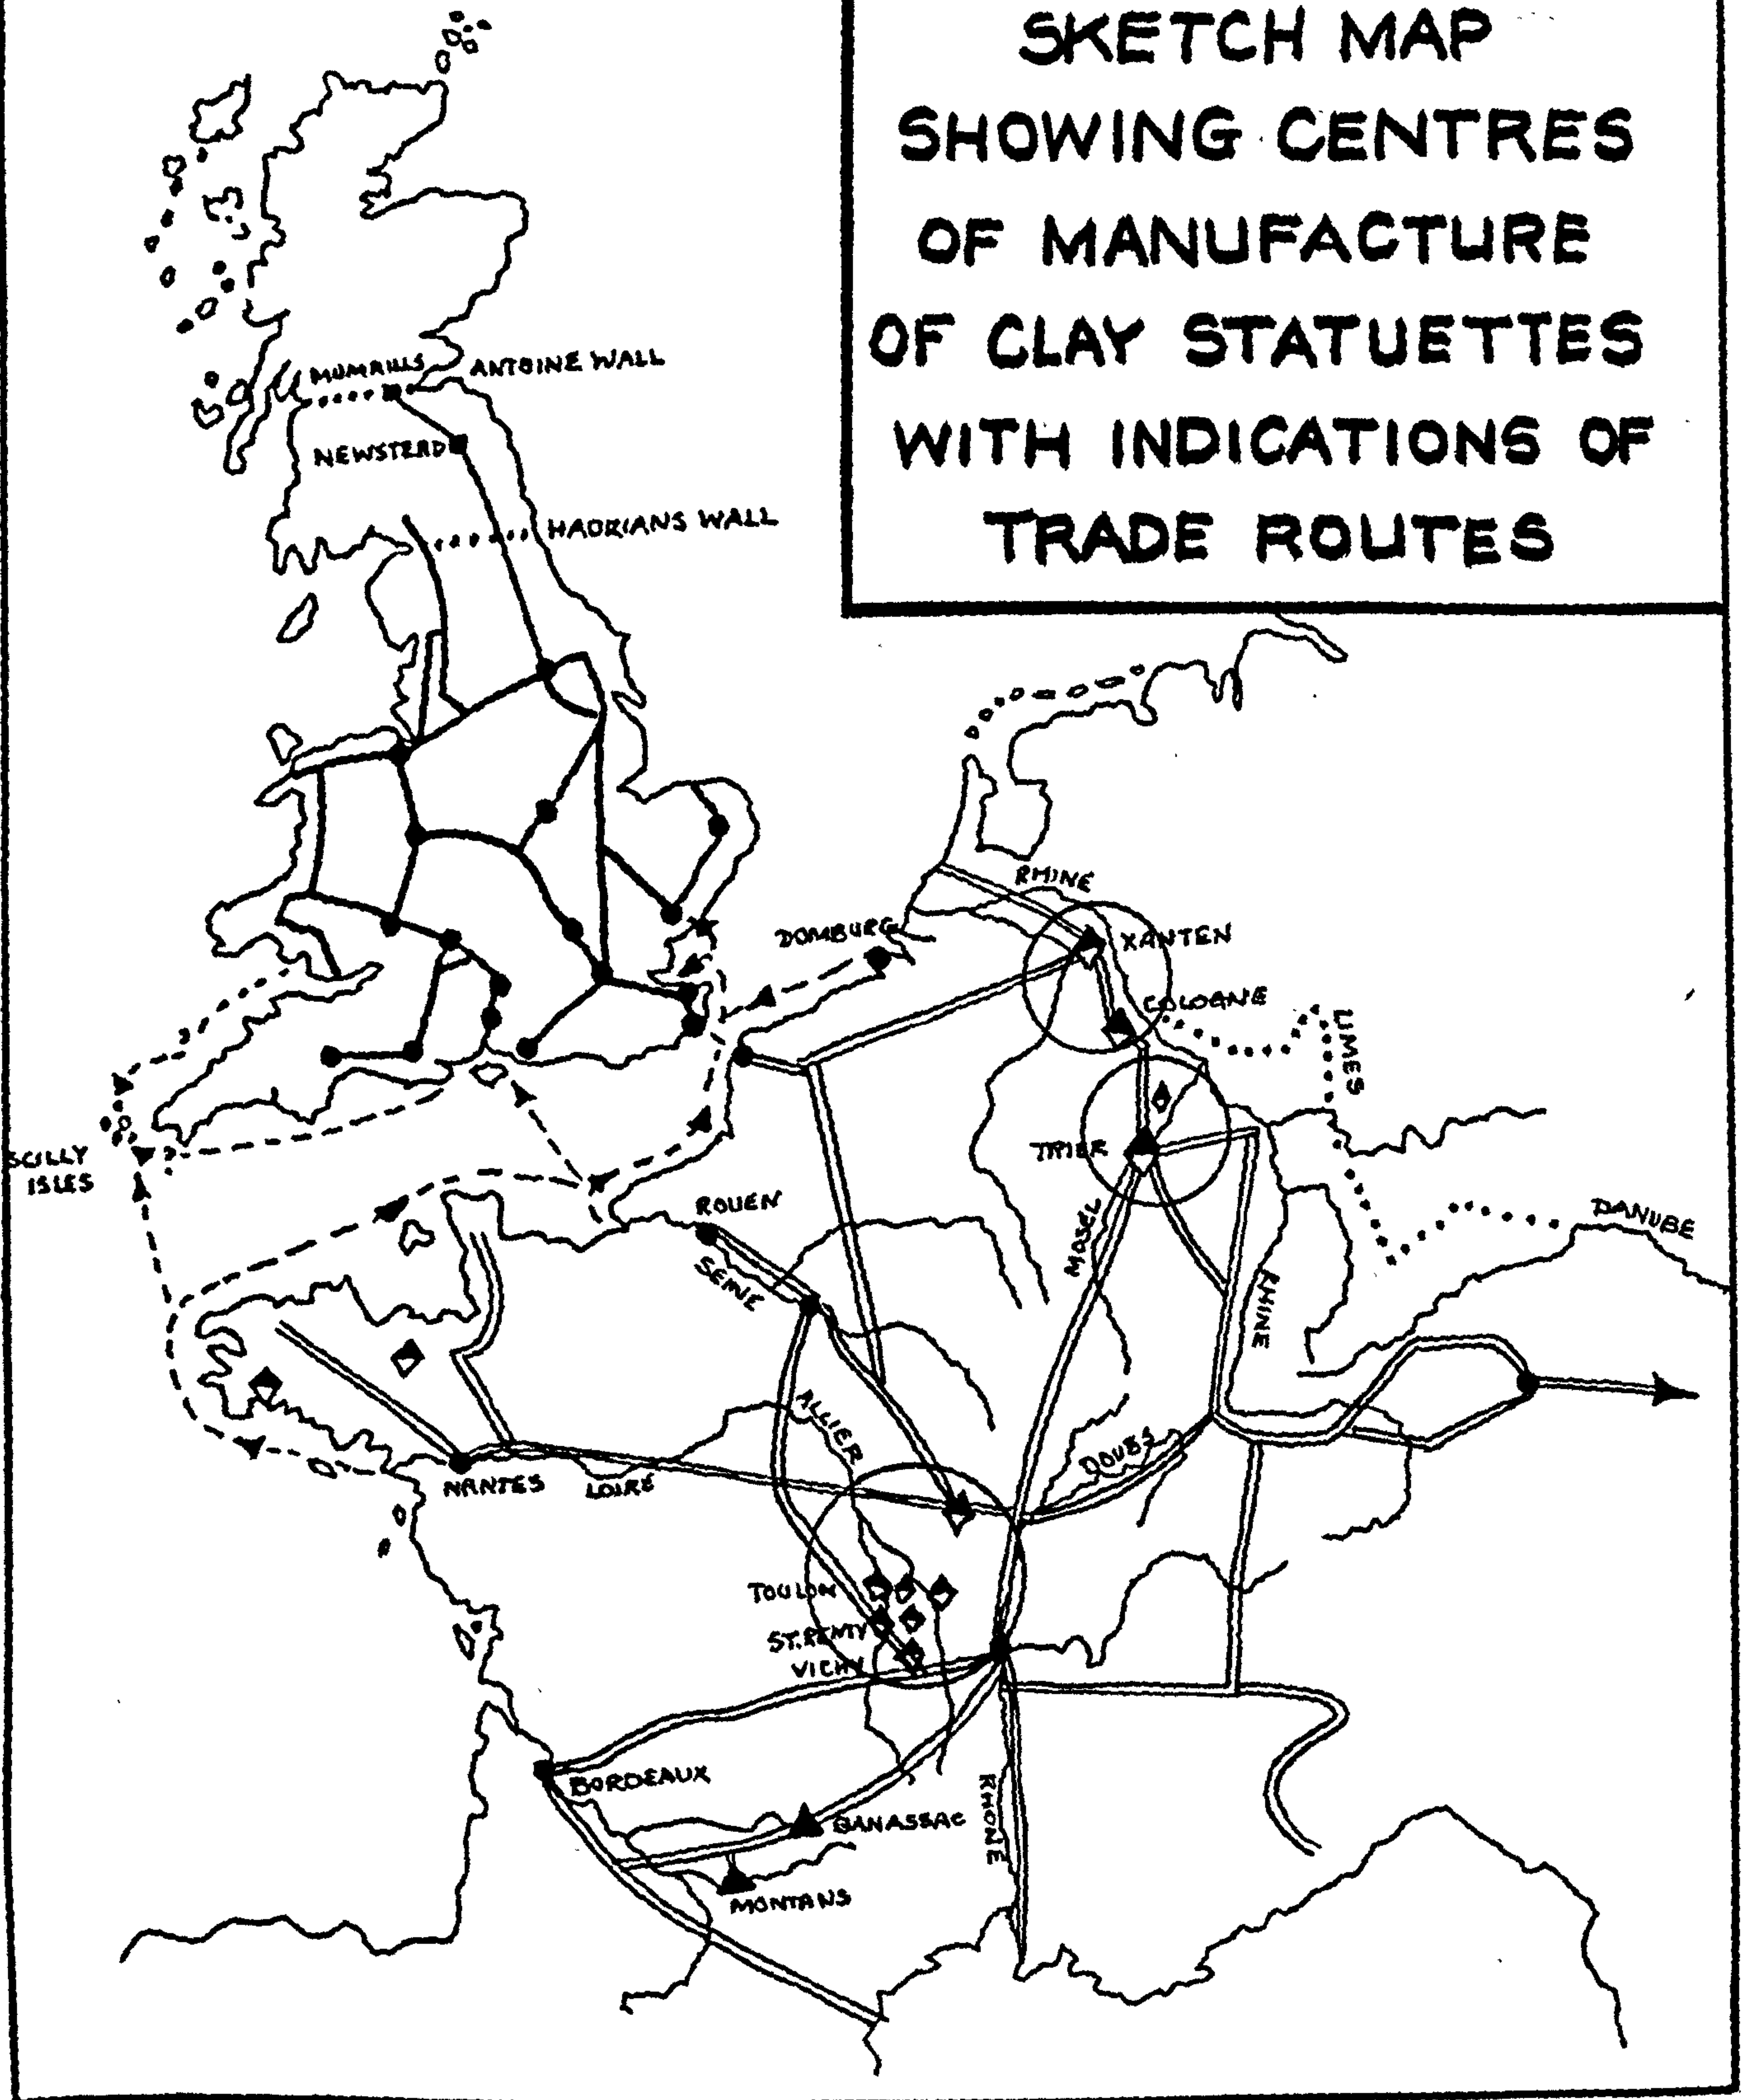 SKETCH MAP
SHOWING CENTRES
OF MANUFACTURE
OF CLAY STATUETTES
WITH INDICATIONS OF
TRADE ROUTES
MUMRILLS
ANTOINE WALL
NEWSTEAD
HADRIANS WALL
RHINE
DOMBURG
XANTEN
COLOGNE
LIMES
TRIER
SCILLY
ISLES
ROUEN
MOSEL
DANUBE
SEINE
RHINE
ALLIER
DOUBS
NANTES
LOIRE
TOULON
ST. REMY
VICHY
BORDEAUX
BANASSAC
RHONE
MONTANS